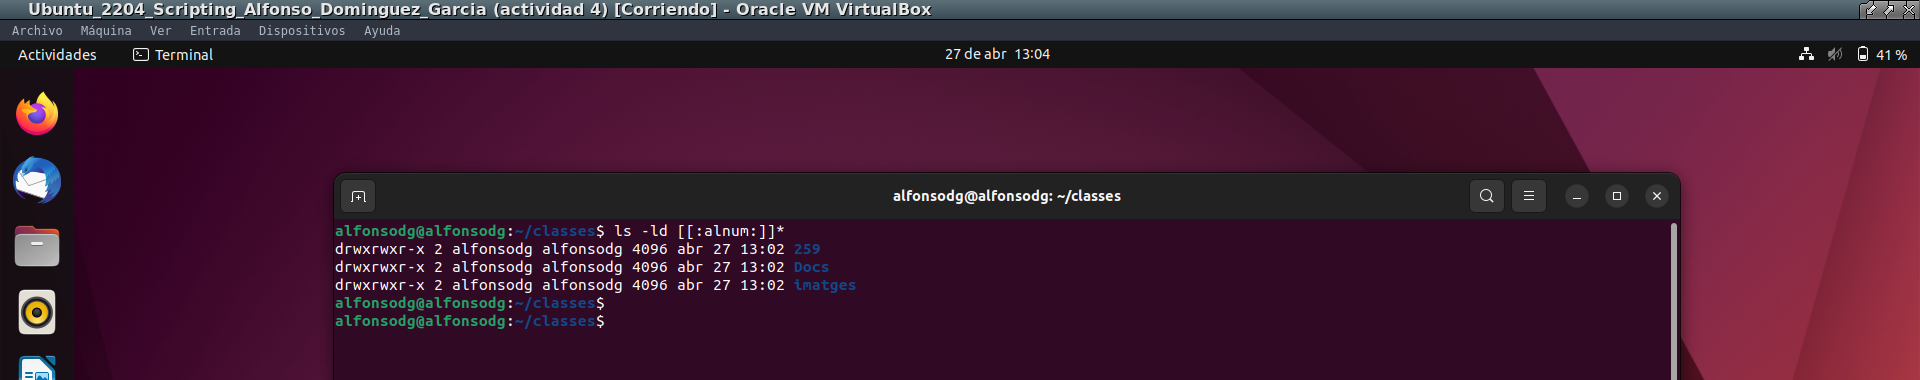 Ubuntu_2204_Scripting_Alfonso_Dominguez_Garcia (actividad 4) [Corriendo] - Oracle VM VirtualBox
Archivo Máquina Ver Entrada Dispositivos Ayuda
Actividades Terminal 27 de abr 13:04 41 %
alfonsodg@alfonsodg: ~/classes
alfonsodg@alfonsodg:~/classes$ ls -ld [[:alnum:]]*
drwxrwxr-x 2 alfonsodg alfonsodg 4096 abr 27 13:02 259
drwxrwxr-x 2 alfonsodg alfonsodg 4096 abr 27 13:02 Docs
drwxrwxr-x 2 alfonsodg alfonsodg 4096 abr 27 13:02 imatges
alfonsodg@alfonsodg:~/classes$
alfonsodg@alfonsodg:~/classes$